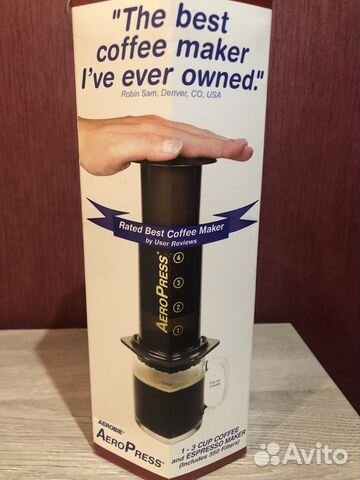 "The best
coffee maker
I've ever owned."
Robin Sam, Denver, CO, USA
Rated Best Coffee Maker
by User Reviews
4
3
2
1
AEROPRESS®
AEROBIE®
AEROPRESS®
1 - 3 CUP COFFEE
and ESPRESSO MAKER
(Includes 350 Filters)
Avito